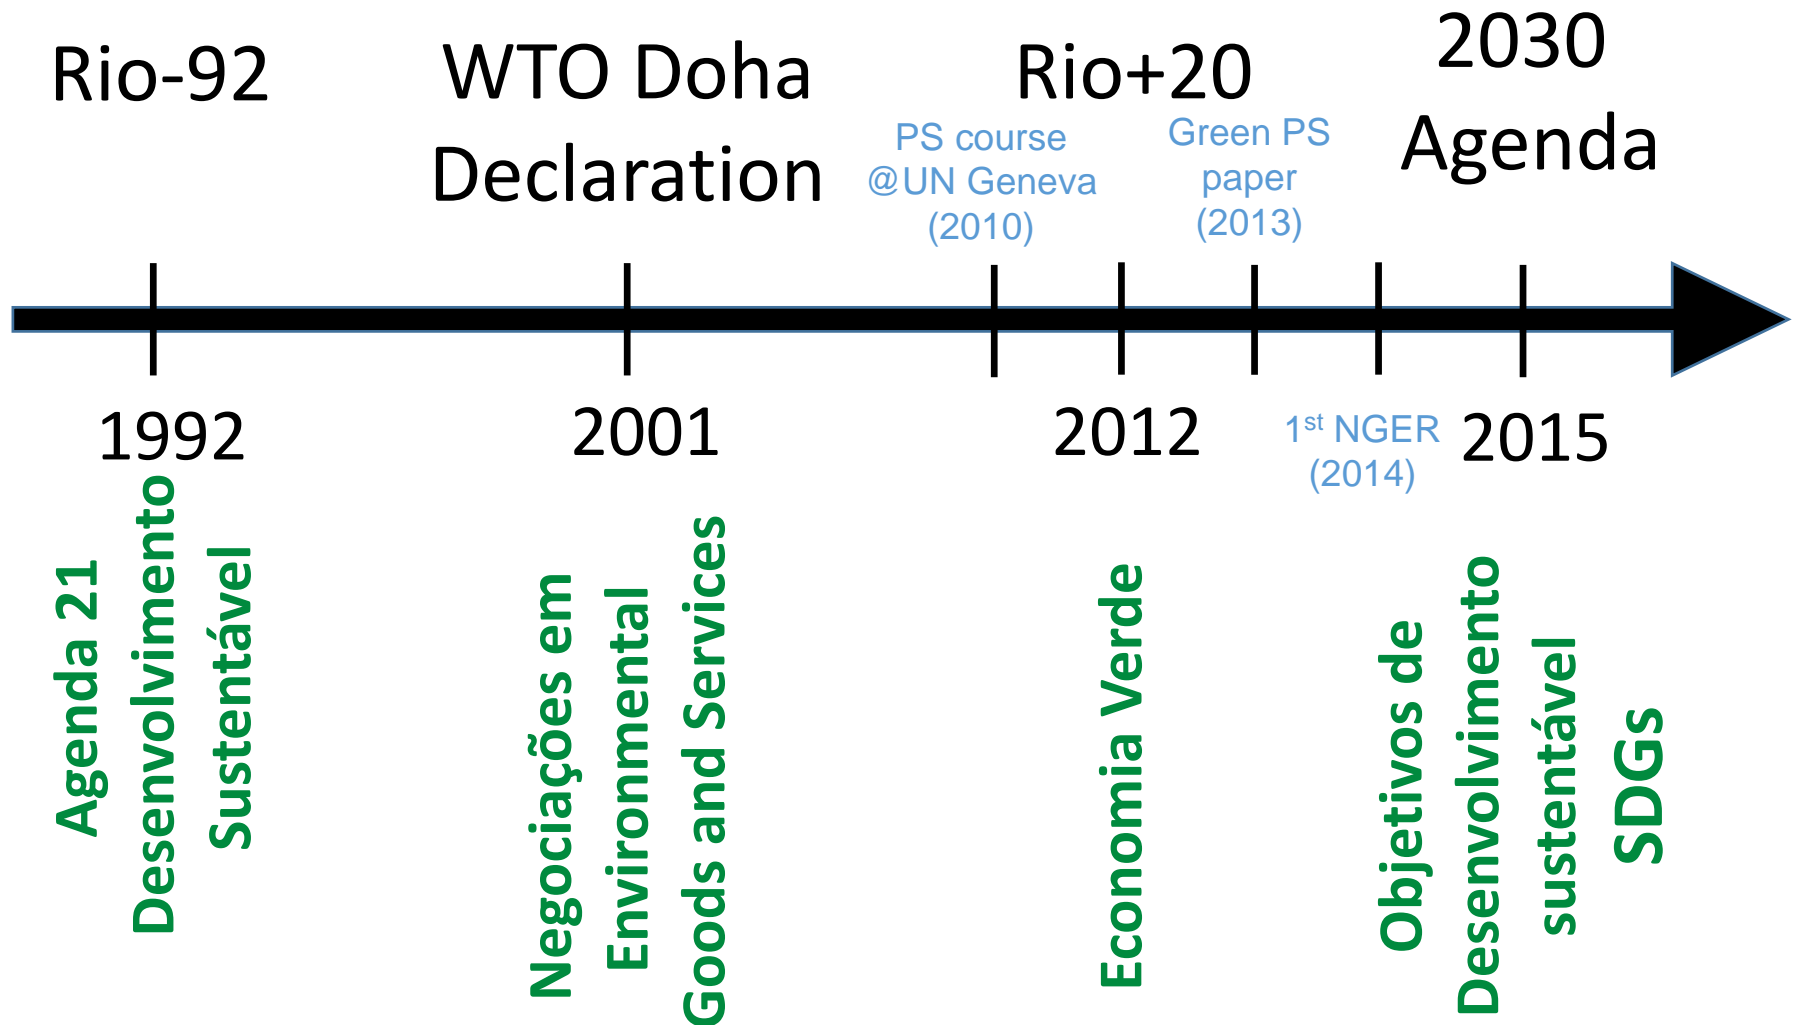 Rio-92
WTO Doha
Declaration
PS course
@UN Geneva
(2010)
Rio+20
Green PS
paper
(2013)
2030
Agenda
1992
2001
2012
1st NGER
(2014)
2015
Agenda 21
Desenvolvimento
Sustentável
Negociações em
Environmental
Goods and Services
Economia Verde
Objetivos de
Desenvolvimento
sustentável
SDGs